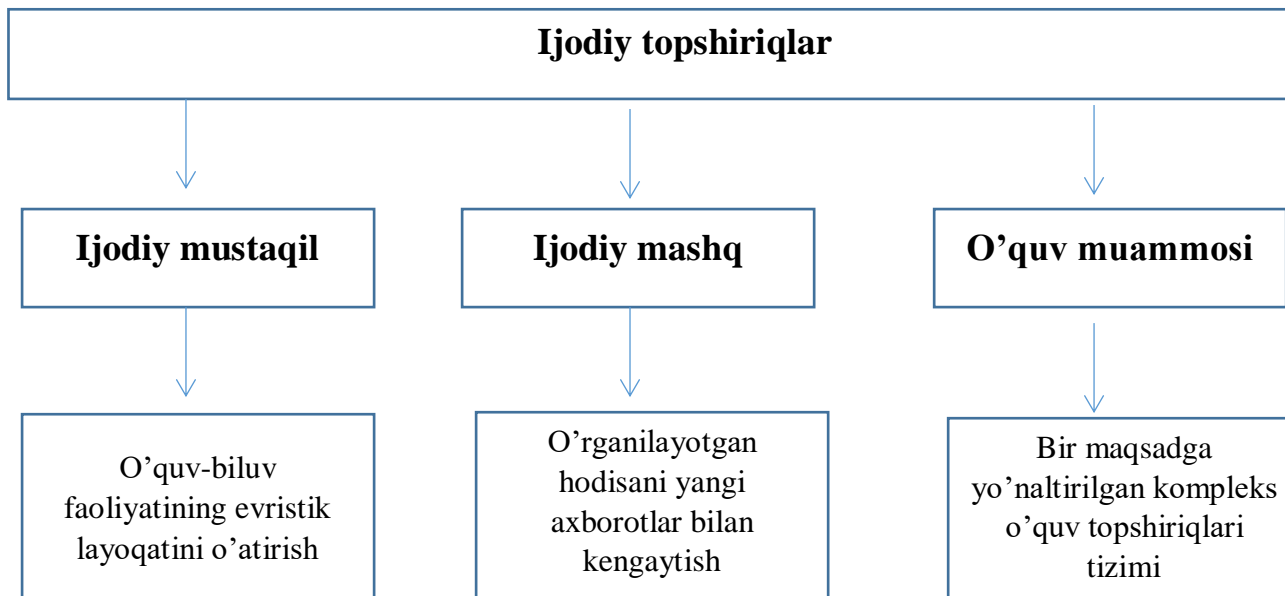 Ijodiy topshiriqlar
Ijodiy mustaqil
Ijodiy mashq
O’quv muammosi
O’quv-biluv
faoliyatining evristik
layoqatini o’atirish
O’rganilayotgan
hodisani yangi
axborotlar bilan
kengaytish
Bir maqsadga
yo’naltirilgan kompleks
o’quv topshiriqlari
tizimi